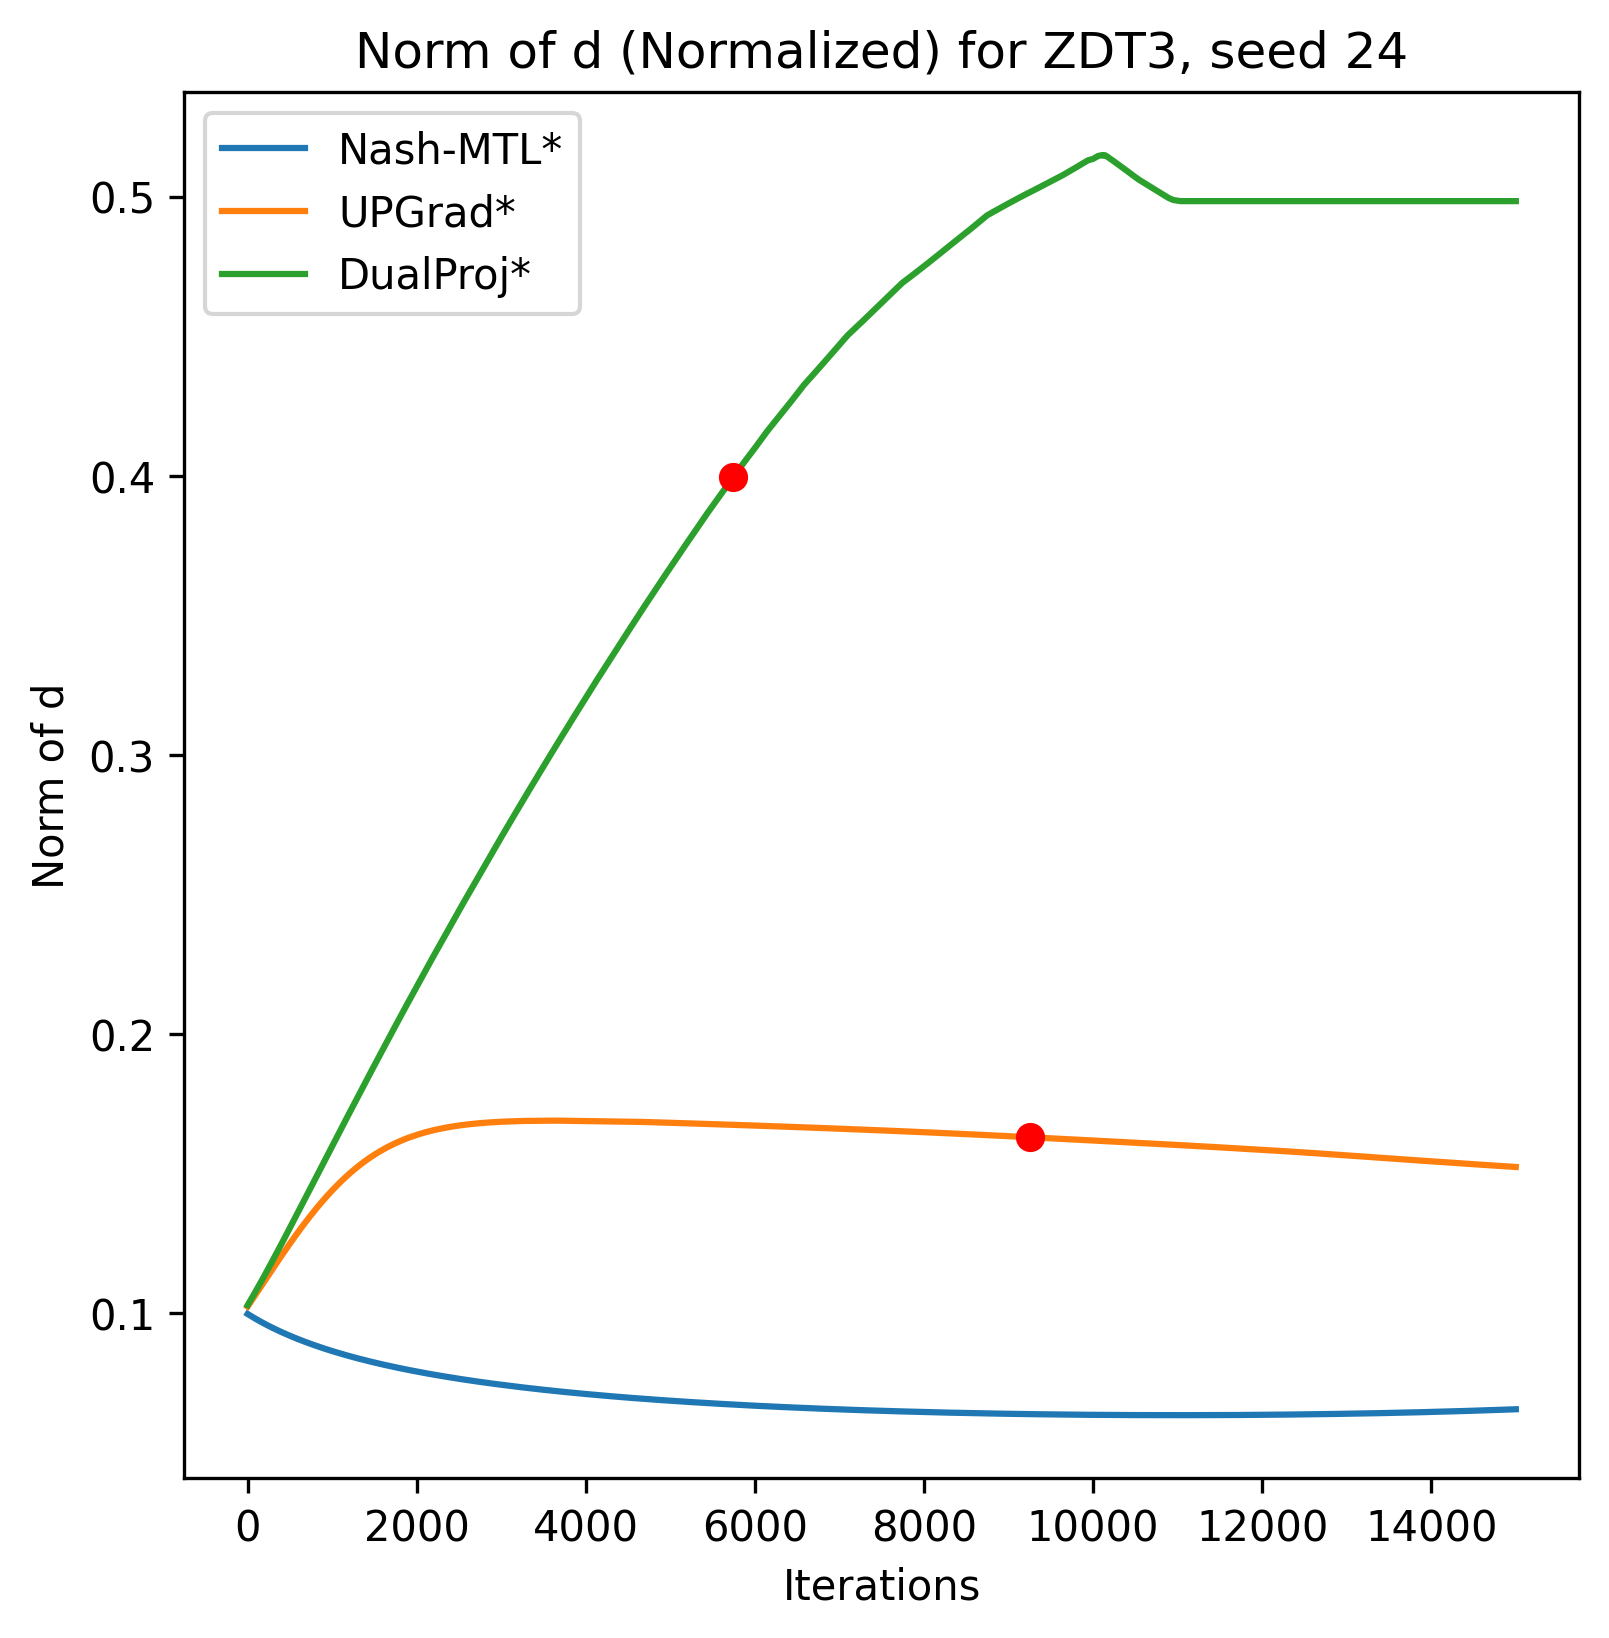 Norm of d (Normalized) for ZDT3, seed 24
Nash-MTL*
UPGrad*
DualProj*
0.5
0.4
0.3
0.2
0.1
Norm of d
0 2000 4000 6000 8000 10000 12000 14000
Iterations